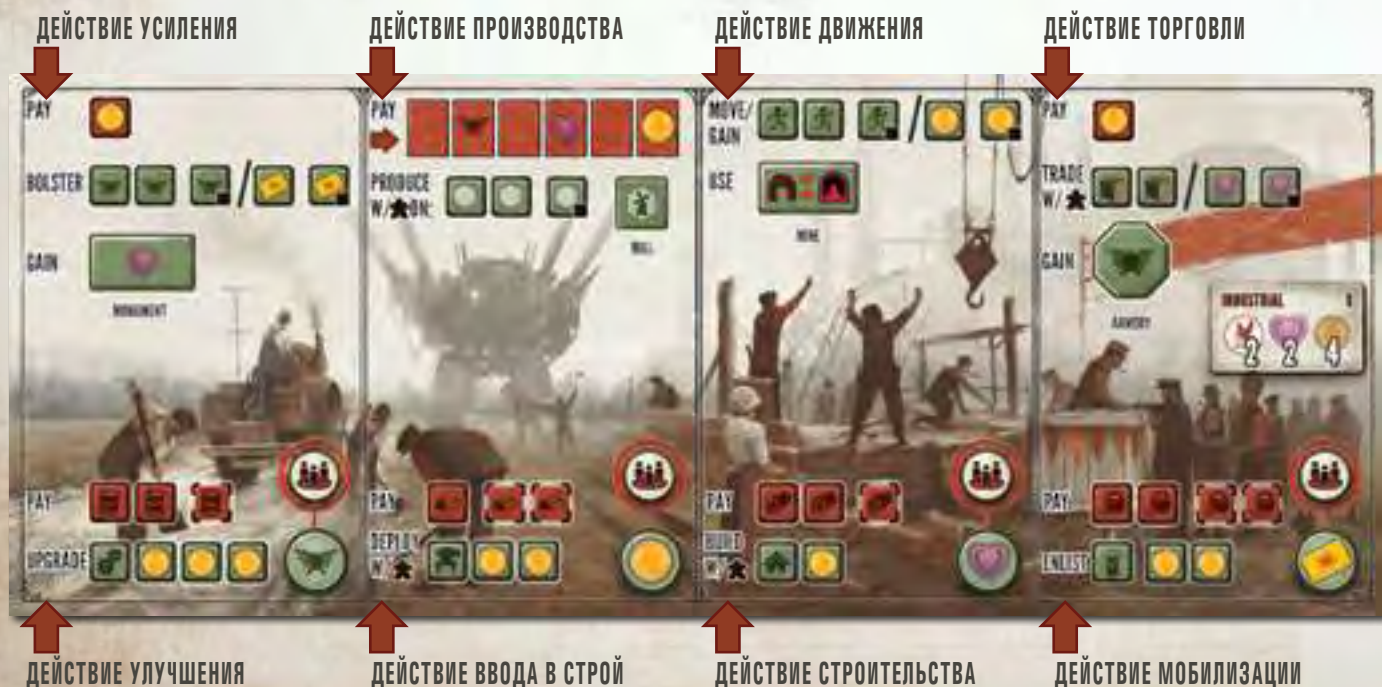 ДЕЙСТВИЕ УСИЛЕНИЯ
ДЕЙСТВИЕ ПРОИЗВОДСТВА
ДЕЙСТВИЕ ДВИЖЕНИЯ
ДЕЙСТВИЕ ТОРГОВЛИ
PAY
BOLSTER
GAIN
MONUMENT
PAY
UPGRADE
PAY
PRODUCE
W/ ON:
MILL
PAY
DEPLOY
W/
MOVE/
GAIN
USE
MINE
PAY
BUILD
W/
PAY
TRADE
W/
GAIN
ARMORY
INDUSTRIAL
2 2 4
PAY
ENLIST
ДЕЙСТВИЕ УЛУЧШЕНИЯ
ДЕЙСТВИЕ ВВОДА В СТРОЙ
ДЕЙСТВИЕ СТРОИТЕЛЬСТВА
ДЕЙСТВИЕ МОБИЛИЗАЦИИ